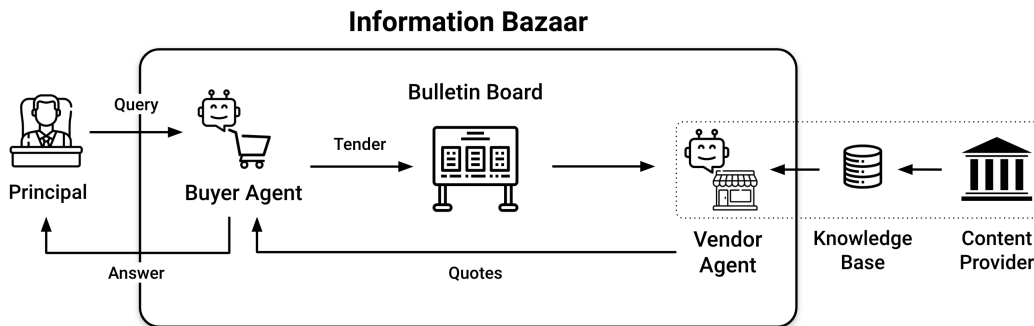 Information Bazaar
Bulletin Board
Query
Tender
Principal
Buyer Agent
Vendor
Agent
Knowledge
Base
Content
Provider
Answer
Quotes